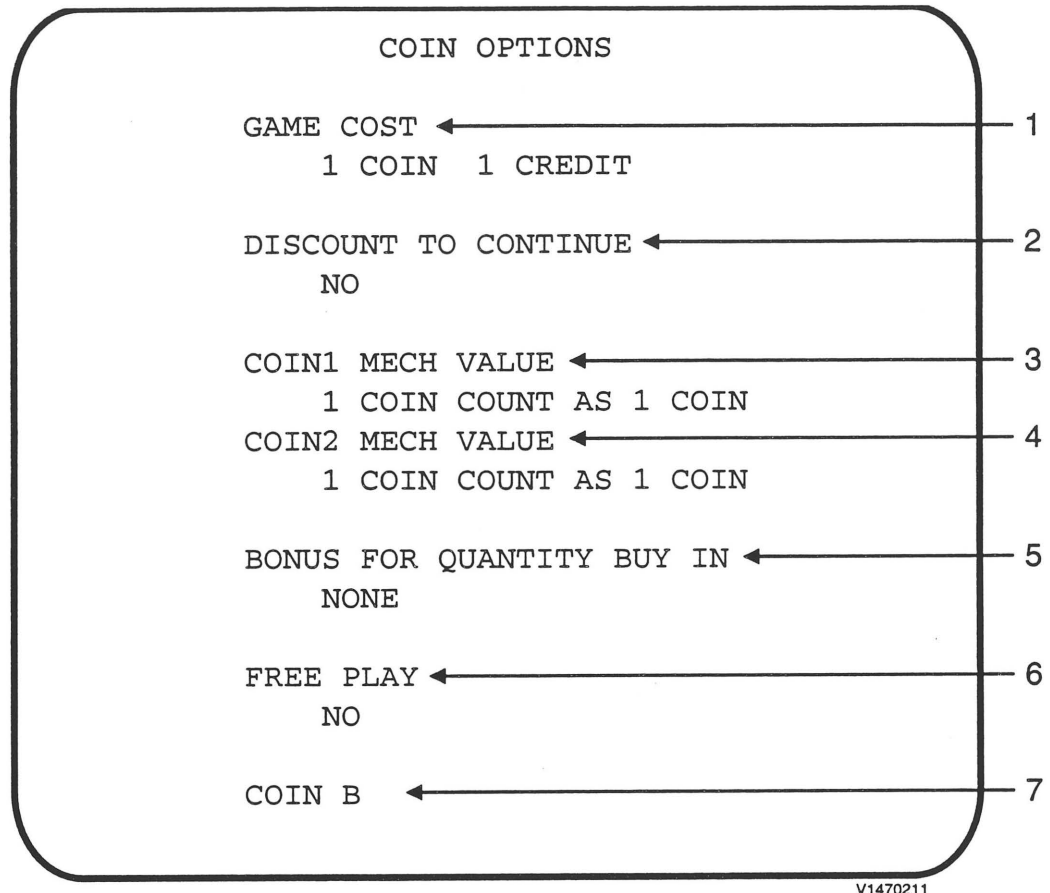 COIN OPTIONS
GAME COST 1
1 COIN 1 CREDIT
DISCOUNT TO CONTINUE 2
NO
COIN1 MECH VALUE 3
1 COIN COUNT AS 1 COIN
COIN2 MECH VALUE 4
1 COIN COUNT AS 1 COIN
BONUS FOR QUANTITY BUY IN 5
NONE
FREE PLAY 6
NO
COIN B 7
V1470211